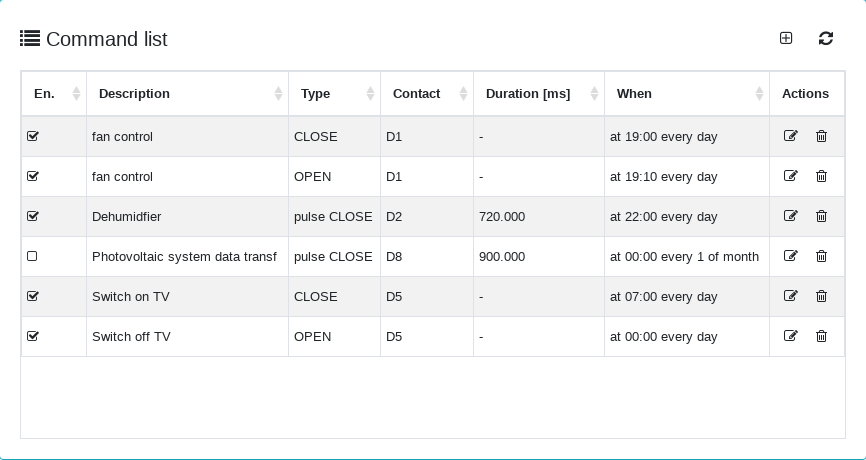 Command list
En. Description Type Contact Duration [ms] When Actions
fan control CLOSE D1 - at 19:00 every day
fan control OPEN D1 - at 19:10 every day
Dehumidfier pulse CLOSE D2 720.000 at 22:00 every day
Photovoltaic system data transf pulse CLOSE D8 900.000 at 00:00 every 1 of month
Switch on TV CLOSE D5 - at 07:00 every day
Switch off TV OPEN D5 - at 00:00 every day